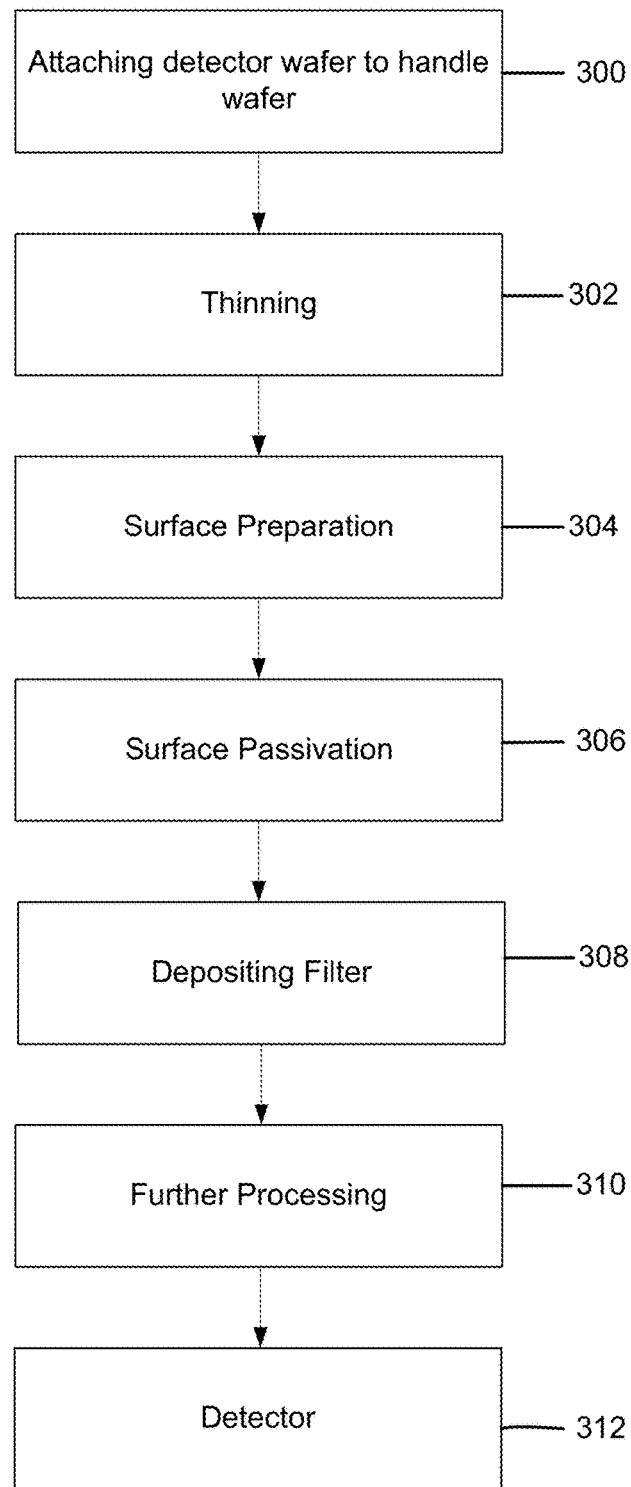 Attaching detector wafer to handle
wafer
300
Thinning
302
Surface Preparation
304
Surface Passivation
306
Depositing Filter
308
Further Processing
310
Detector
312